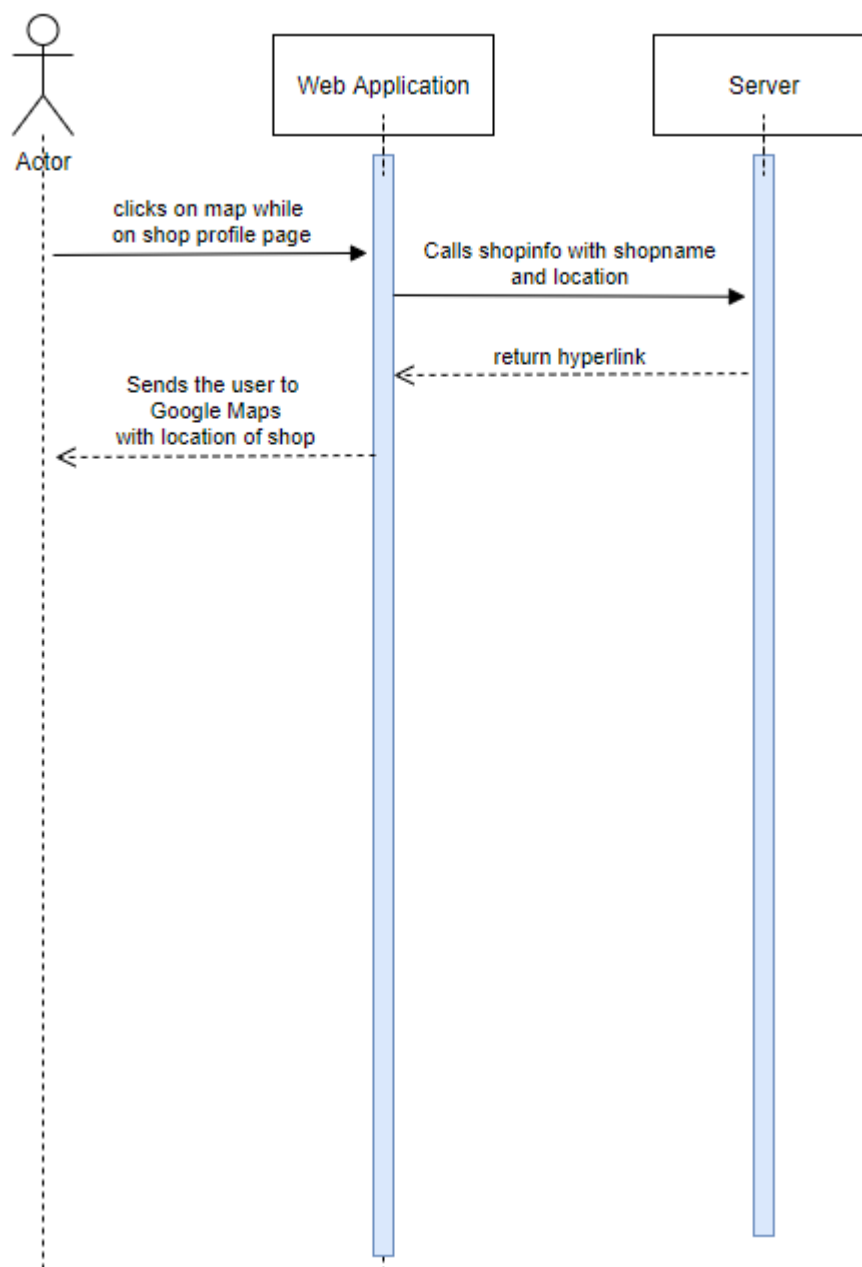 Web Application
Server
Actor
clicks on map while
on shop profile page
Calls shopinfo with shopname
and location
return hyperlink
Sends the user to
Google Maps
with location of shop